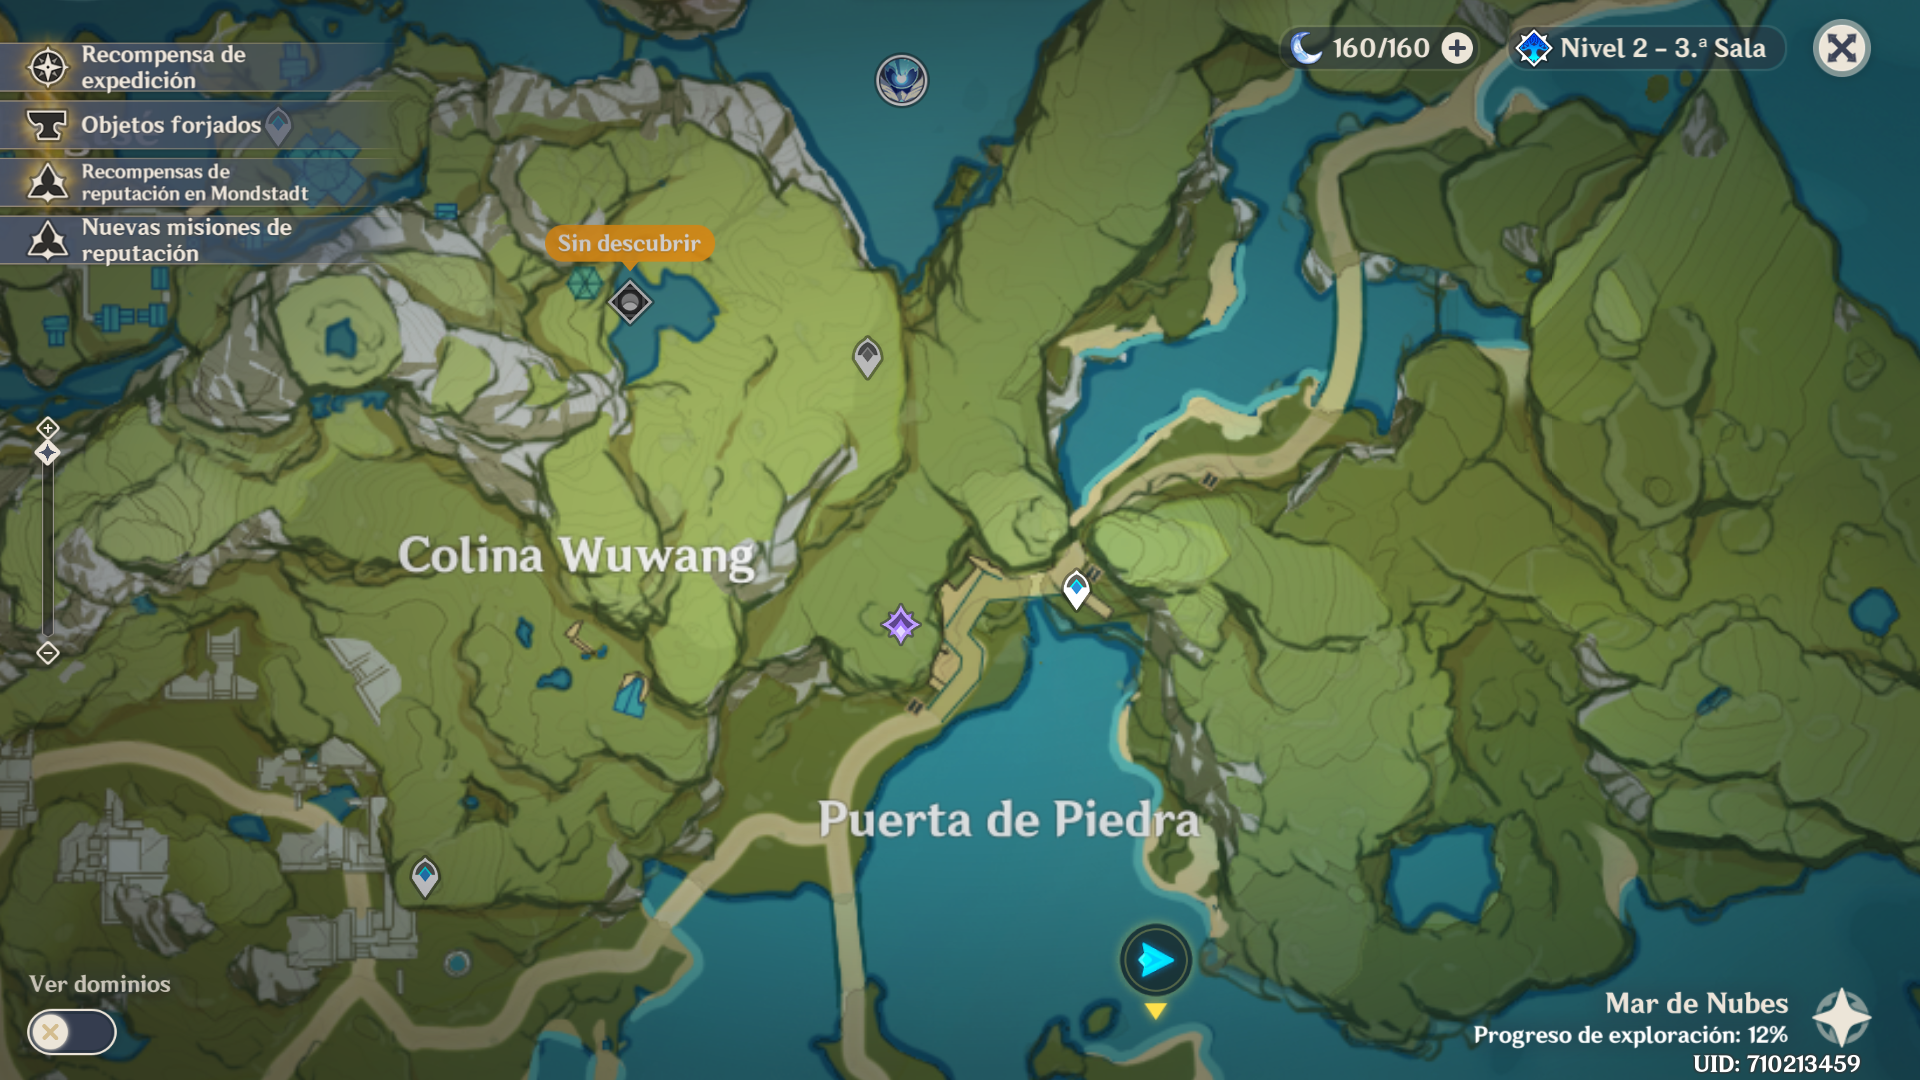 Recompensa de
expedición
Objetos forjados
Recompensas de
reputación en Mondstadt
Nuevas misiones de
reputación
160/160
Nivel 2 - 3.ª Sala
Sin descubrir
Colina Wuwang
Puerta de Piedra
Ver dominios
Mar de Nubes
Progreso de exploración: 12%
UID: 710213459